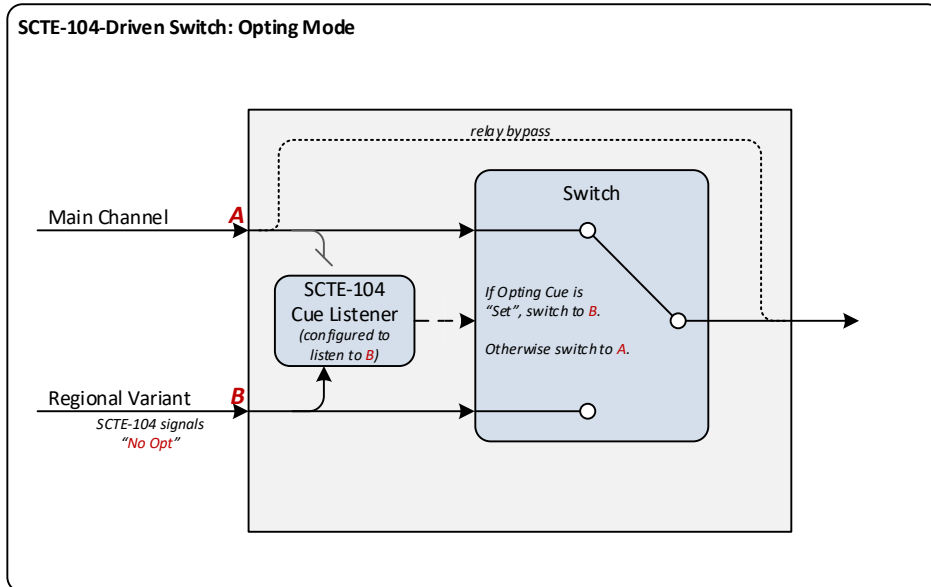 SCTE-104-Driven Switch: Opting Mode
relay bypass
Main Channel
A
Switch
SCTE-104
Cue Listener
(configured to
listen to B)
If Opting Cue is
“Set”, switch to B.
Otherwise switch to A.
Regional Variant
B
SCTE-104 signals
“No Opt”